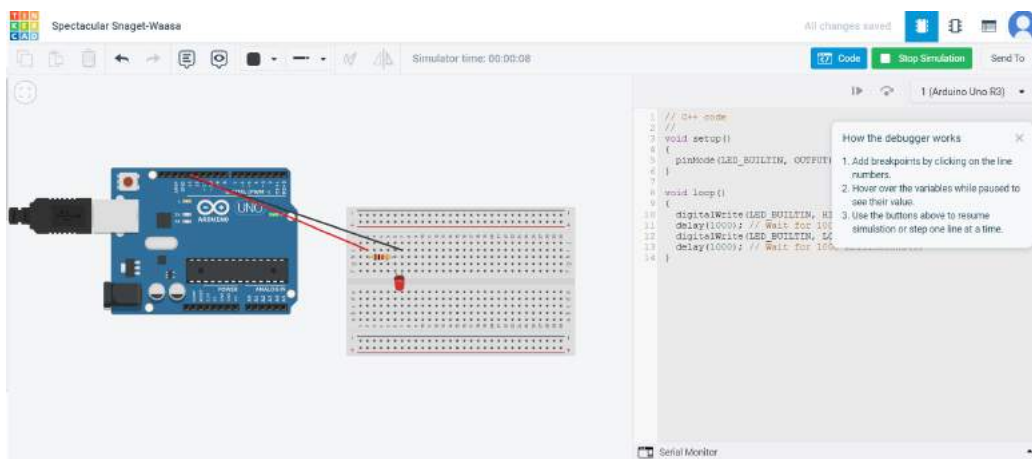 TIN
KER
CAD
Spectacular Snaget-Waasa
All changes saved
Simulator time: 00:00:08
Code
Stop Simulation
Send To
1 (Arduino Uno R3)
1 // C++ code
2 //
3 void setup()
4 {
5 pinMode(LED_BUILTIN, OUTPUT)
6 }
7
8 void loop()
9 {
10 digitalWrite(LED_BUILTIN, HI
11 delay(1000); // Wait for 100
12 digitalWrite(LED_BUILTIN, LO
13 delay(1000); // Wait for 100
14 }
How the debugger works
1. Add breakpoints by clicking on the line
numbers.
2. Hover over the variables while paused to
see their value.
3. Use the buttons above to resume
simulation or step one line at a time.
UNO
ARDUINO
POWER
ANALOG IN
Serial Monitor